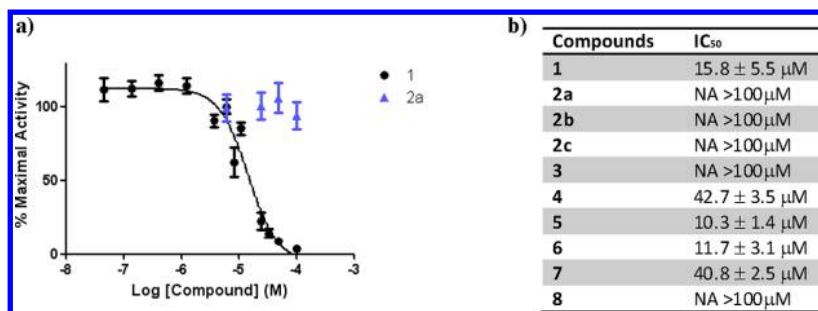 a)
100
50
0
-8 -7 -6 -5 -4 -3
% Maximal Activity
Log [Compound] (M)
1
2a
b)
Compounds IC₅₀
1 15.8 ± 5.5 µM
2a NA >100µM
2b NA >100µM
2c NA >100µM
3 NA >100µM
4 42.7 ± 3.5 µM
5 10.3 ± 1.4 µM
6 11.7 ± 3.1 µM
7 40.8 ± 2.5 µM
8 NA >100µM